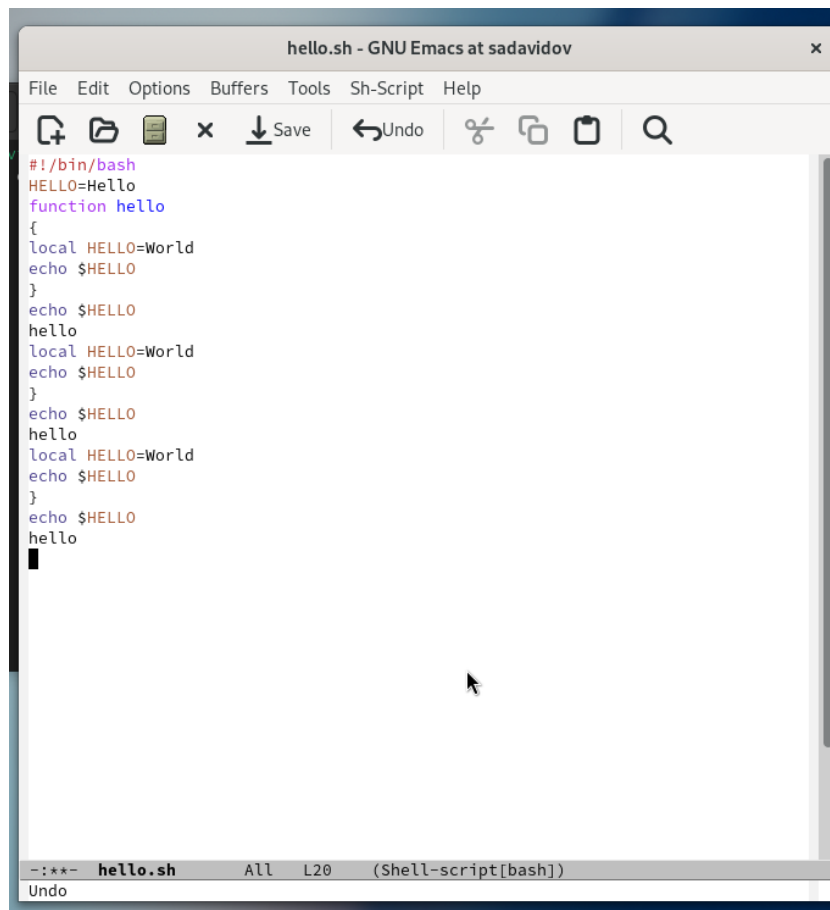 hello.sh - GNU Emacs at sadavidov
File Edit Options Buffers Tools Sh-Script Help
Save Undo
#!/bin/bash
HELLO=Hello
function hello
{
local HELLO=World
echo $HELLO
}
echo $HELLO
hello
local HELLO=World
echo $HELLO
}
echo $HELLO
hello
local HELLO=World
echo $HELLO
}
echo $HELLO
hello
-:**- hello.sh All L20 (Shell-script[bash])
Undo